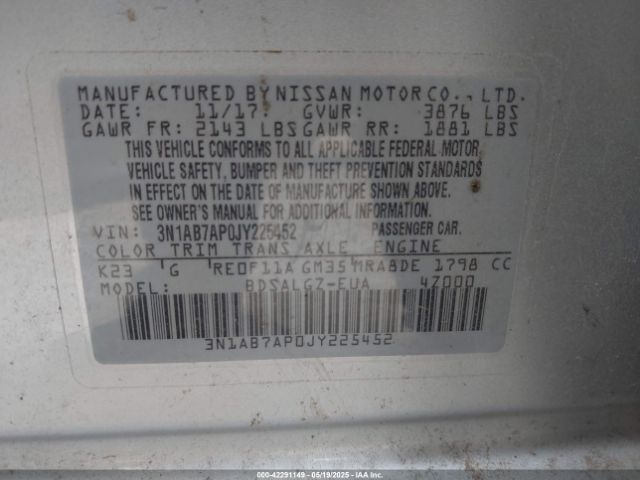 MANUFACTURED BY NISSAN MOTOR CO., LTD.
DATE: 11/17 GVWR: 3876 LBS
GAWR FR: 2143 LBS GAWR RR: 1881 LBS
THIS VEHICLE CONFORMS TO ALL APPLICABLE FEDERAL MOTOR
VEHICLE SAFETY, BUMPER AND THEFT PREVENTION STANDARDS
IN EFFECT ON THE DATE OF MANUFACTURE SHOWN ABOVE.
SEE OWNER'S MANUAL FOR ADDITIONAL INFORMATION.
VIN: 3N1AB7AP0JY225452 PASSENGER CAR.
COLOR TRIM TRANS AXLE ENGINE
K23 G RE0F11A GM35 MRA8DE 1798 CC
MODEL: BDSALGZ-EUA 4Z000
3N1AB7AP0JY225452
000-42291149 - 05/19/2025 - IAAI.com